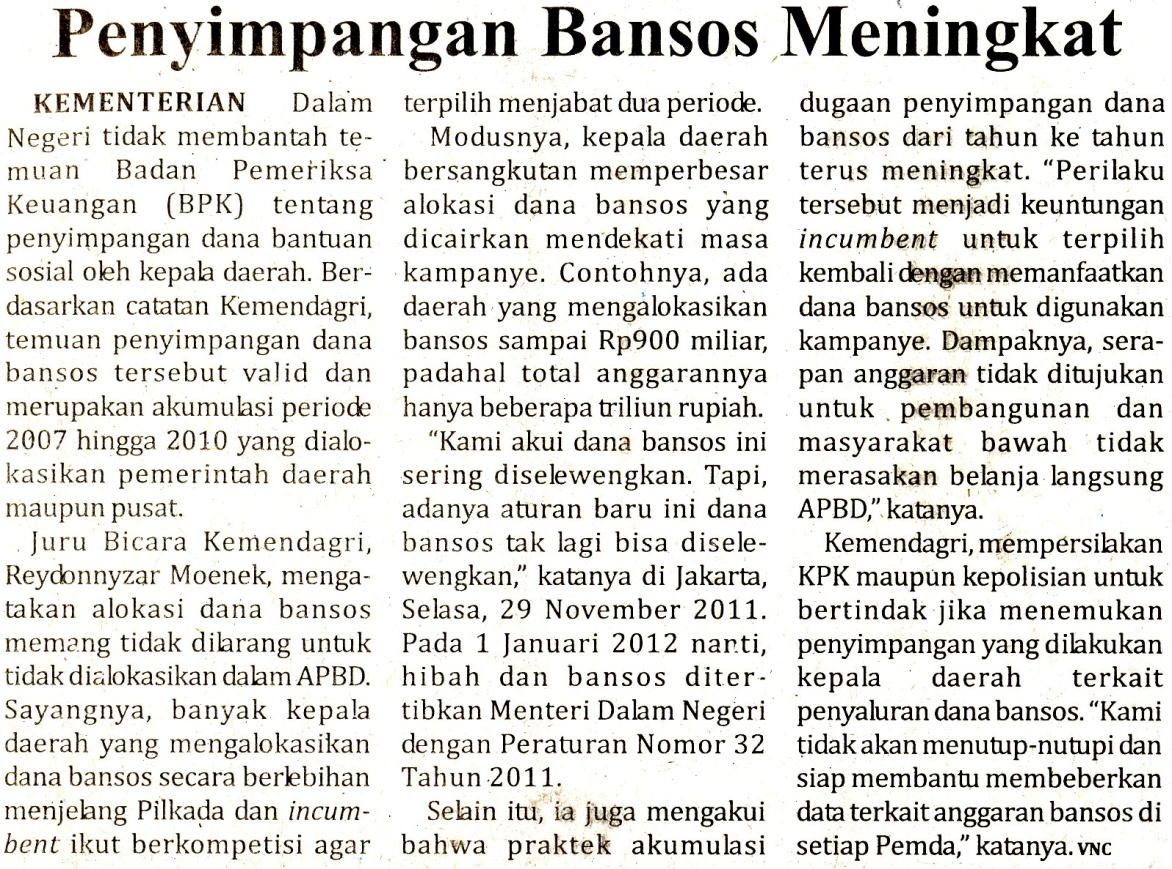 Penyimpangan Bansos Meningkat
KEMENTERIAN Dalam
Negeri tidak membantah te-
muan Badan Pemeriksa
Keuangan (BPK) tentang
penyimpangan dana bantuan
sosial oleh kepala daerah. Ber-
dasarkan catatan Kemendagri,
temuan penyimpangan dana
bansos tersebut valid dan
merupakan akumulasi periode
2007 hingga 2010 yang dialo-
kasikan pemerintah daerah
maupun pusat.
Juru Bicara Kemendagri,
Reydonnyzar Moenek, menga-
takan alokasi dana bansos
memang tidak dilarang untuk
tidak dialokasikan dalam APBD.
Sayangnya, banyak kepala
daerah yang mengalokasikan
dana bansos secara berlebihan
menjelang Pilkada dan incum-
bent ikut berkompetisi agar
terpilih menjabat dua periode.
Modusnya, kepala daerah
bersangkutan memperbesar
alokasi dana bansos yang
dicairkan mendekati masa
kampanye. Contohnya, ada
daerah yang mengalokasikan
bansos sampai Rp900 miliar,
padahal total anggarannya
hanya beberapa triliun rupiah.
“Kami akui dana bansos ini
sering diselewengkan. Tapi,
adanya aturan baru ini dana
bansos tak lagi bisa disele-
wengkan,” katanya di Jakarta,
Selasa, 29 November 2011.
Pada 1 Januari 2012 nanti,
hibah dan bansos diter-
tibkan Menteri Dalam Negeri
dengan Peraturan Nomor 32
Tahun 2011.
Selain itu, ia juga mengakui
bahwa praktek akumulasi
dugaan penyimpangan dana
bansos dari tahun ke tahun
terus meningkat. “Perilaku
tersebut menjadi keuntungan
incumbent untuk terpilih
kembali dengan memanfaatkan
dana bansos untuk digunakan
kampanye. Dampaknya, sera-
pan anggaran tidak ditujukan
untuk pembangunan dan
masyarakat bawah tidak
merasakan belanja langsung
APBD,” katanya.
Kemendagri, mempersilakan
KPK maupun kepolisian untuk
bertindak jika menemukan
penyimpangan yang dilakukan
kepala daerah terkait
penyaluran dana bansos. “Kami
tidak akan menutup-nutupi dan
siap membantu membeberkan
data terkait anggaran bansos di
setiap Pemda,” katanya. VNC